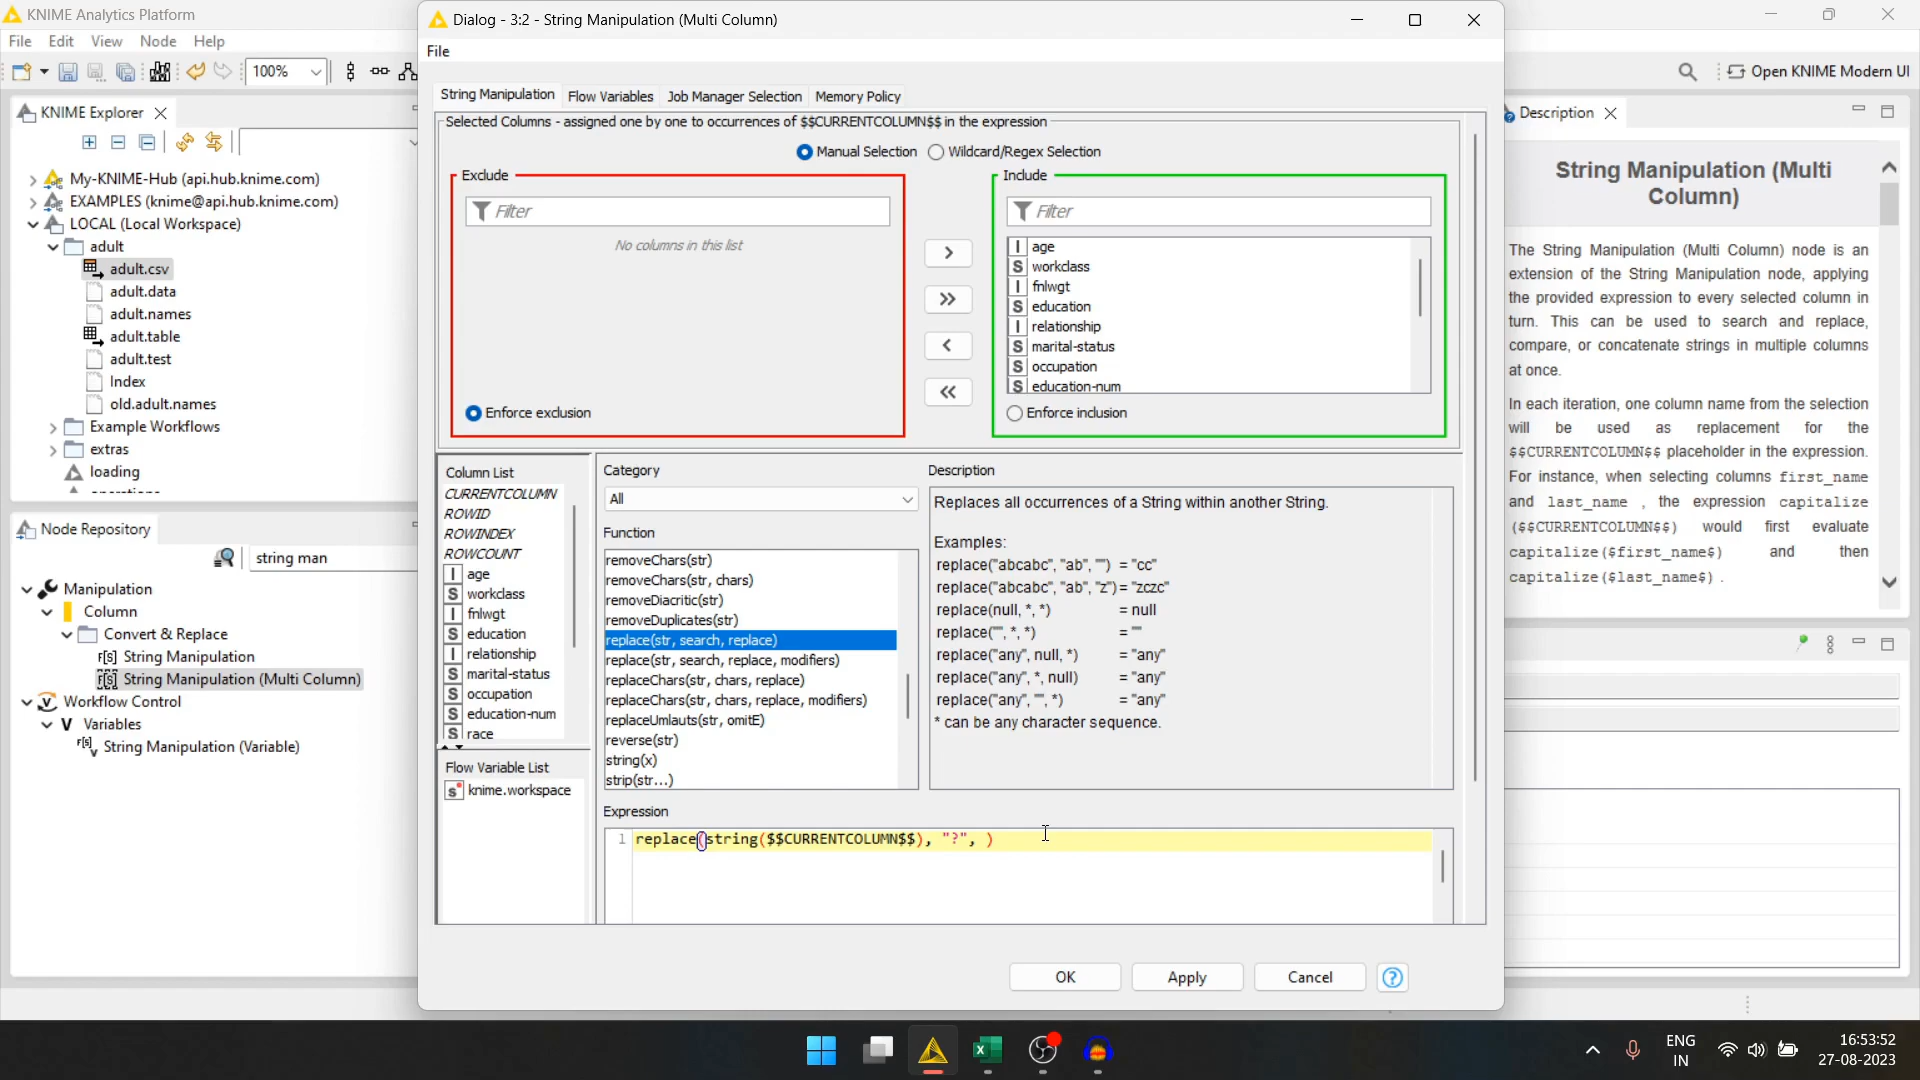 KNIME Analytics Platform
File Edit View Node Help
100%
Open KNIME Modern UI
KNIME Explorer
My-KNIME-Hub (api.hub.knime.com)
EXAMPLES (knime@api.hub.knime.com)
LOCAL (Local Workspace)
adult
adult.csv
adult.data
adult.names
adult.table
adult.test
Index
old.adult.names
Example Workflows
extras
loading
Node Repository
string man
Manipulation
Column
Convert & Replace
String Manipulation
String Manipulation (Multi Column)
Workflow Control
Variables
String Manipulation (Variable)
Dialog - 3:2 - String Manipulation (Multi Column)
File
String Manipulation Flow Variables Job Manager Selection Memory Policy
Selected Columns - assigned one by one to occurrences of $$CURRENTCOLUMN$$ in the expression
Manual Selection Wildcard/Regex Selection
Exclude
Filter
No columns in this list
Enforce exclusion
Include
Filter
I age
S workclass
I fnlwgt
S education
I relationship
S marital-status
S occupation
S education-num
Enforce inclusion
Column List
CURRENTCOLUMN
ROWID
ROWINDEX
ROWCOUNT
I age
S workclass
I fnlwgt
S education
I relationship
S marital-status
S occupation
S education-num
S race
Flow Variable List
s knime.workspace
Category
All
Function
removeChars(str)
removeChars(str, chars)
removeDiacritic(str)
removeDuplicates(str)
replace(str, search, replace)
replace(str, search, replace, modifiers)
replaceChars(str, chars, replace)
replaceChars(str, chars, replace, modifiers)
replaceUmlauts(str, omitE)
reverse(str)
string(x)
strip(str...)
Description
Replaces all occurrences of a String within another String.
Examples:
replace("abcabc", "ab", "") = "cc"
replace("abcabc", "ab", "z") = "zczc"
replace(null, *, *) = null
replace("", *, *) = ""
replace("any", null, *) = "any"
replace("any", *, null) = "any"
replace("any", "", *) = "any"
* can be any character sequence.
Expression
1 replace(string($$CURRENTCOLUMN$$), "?", )
OK Apply Cancel
Description
String Manipulation (Multi Column)
The String Manipulation (Multi Column) node is an
extension of the String Manipulation node, applying
the provided expression to every selected column in
turn. This can be used to search and replace,
compare, or concatenate strings in multiple columns
at once.
In each iteration, one column name from the selection
will be used as replacement for the
$$CURRENTCOLUMN$$ placeholder in the expression.
For instance, when selecting columns first_name
and last_name , the expression capitalize
($$CURRENTCOLUMN$$) would first evaluate
capitalize($first_name$) and then
capitalize($last_name$) .
ENG
IN
16:53:52
27-08-2023